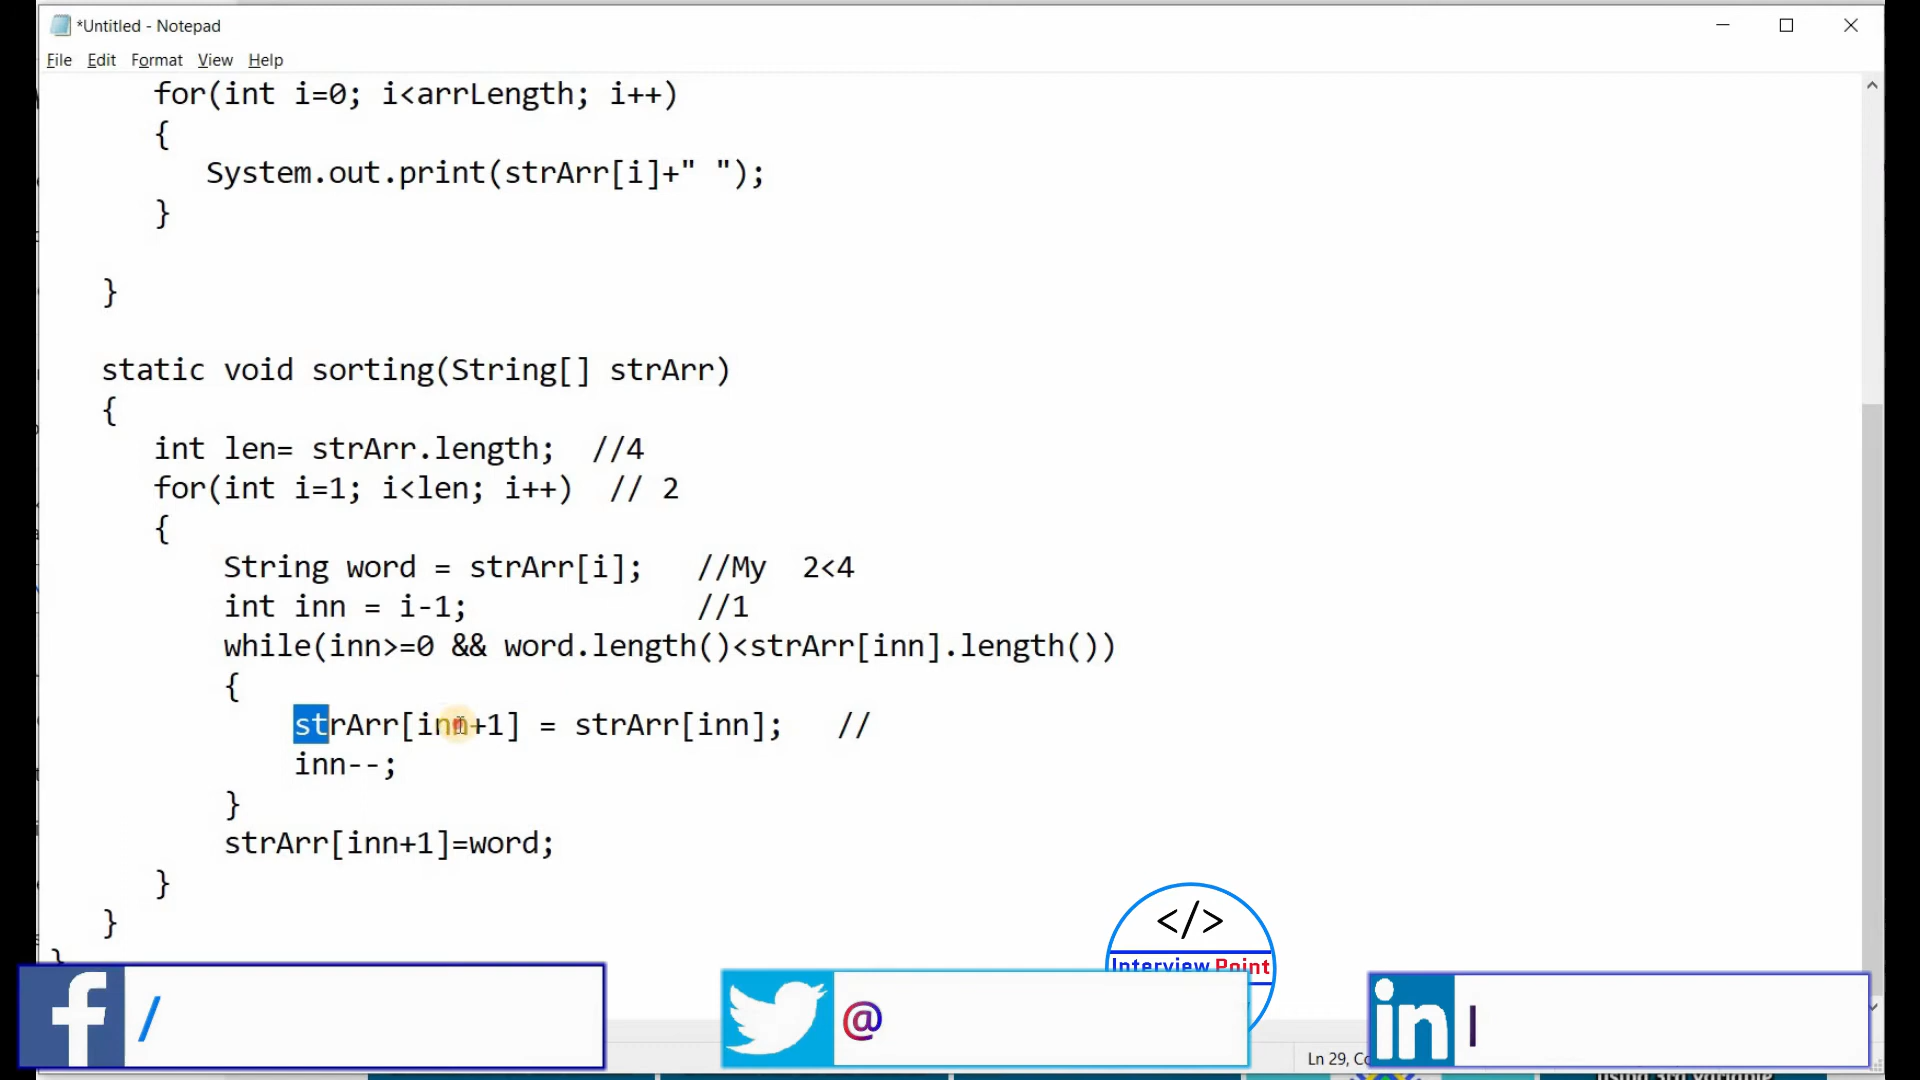 *Untitled - Notepad
File Edit Format View Help
for(int i=0; i<arrLength; i++)
{
System.out.print(strArr[i]+" ");
}
}
static void sorting(String[] strArr)
{
int len= strArr.length; //4
for(int i=1; i<len; i++) // 2
{
String word = strArr[i]; //My 2<4
int inn = i-1; //1
while(inn>=0 && word.length()<strArr[inn].length())
{
strArr[inn+1] = strArr[inn]; //
inn--;
}
strArr[inn+1]=word;
}
}
}
</>
Interview Point
f /
@
in
Ln 29,